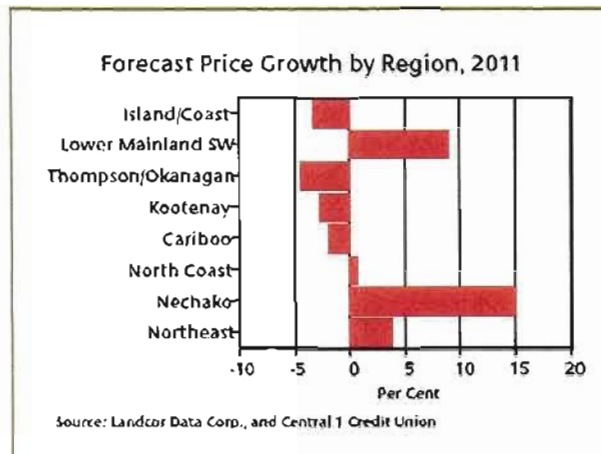 Forecast Price Growth by Region, 2011
Island/Coast
Lower Mainland SW
Thompson/Okanagan
Kootenay
Cariboo
North Coast
Nechako
Northeast
-10 -5 0 5 10 15 20
Per Cent
Source: Landcor Data Corp., and Central 1 Credit Union